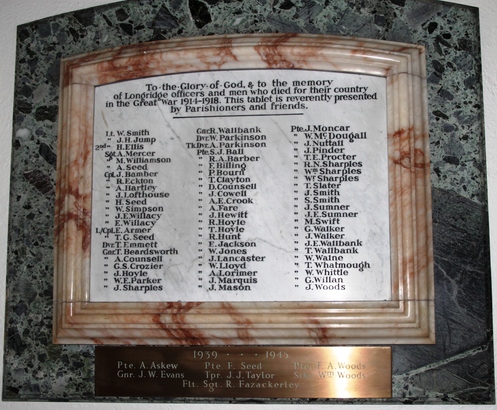 To·the·Glory·of·God, & to the memory
of Longridge officers and men who died for their country
in the Great War 1914-1918. This tablet is reverently presented
by Parishioners and friends.
Lt. W. Smith
" J.H. Jump
2nd " H. Ellis
Sgt A. Mercer
" M. Williamson
" A. Seed
Cpl. J. Bamber
" R. Eckton
" A. Hartley
" J. Lofthouse
" H. Seed
" W. Simpson
" J.E. Willacy
" E. Willacy
L/Cpl. E. Armer
" T.G. Seed
Dvr. T. Emmett
Gnr. T. Beardsworth
" A. Counsell
" G.S. Crozier
" J. Hoyle
" W.E. Parker
" J. Sharples
Gnr. R. Wallbank
Dvr. W. Parkinson
Tk.Dvr. A. Parkinson
Pte. S.J. Ball
" R.A. Barber
" F. Billing
" P. Bourn
" T. Clayton
" D. Counsell
" J. Cowell
" A.E. Crook
" A. Fare
" J. Hewitt
" R. Hoyle
" T. Hoyle
" R. Hunt
" E. Jackson
" W. Jones
" J. Lancaster
" W. Lloyd
" A. Lorimer
" J. Marquis
" J. Mason
Pte. J. Moncar
" W. McDougall
" J. Nuttall
" J. Pinder
" T.E. Procter
" R.N. Sharples
" Wm Sharples
" Wr Sharples
" T. Slater
" J. Smith
" S. Smith
" J. Sumner
" J.E. Sumner
" M. Swift
" G. Walker
" J. Walker
" J.E. Wallbank
" T. Wallbank
" W. Waine
" T. Whatmough
" W. Whittle
" G. Willan
" J. Woods
1939 · · · 1945
Pte. A. Askew Pte. F. Seed F. A. Woods
Gnr. J. W. Evans Tpr. J. J. Taylor Wm Woods
Flt. Sgt. R. Fazackerley